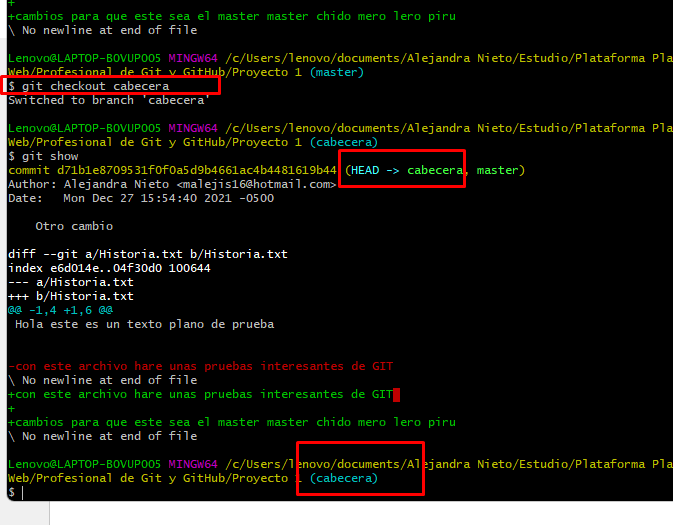 +
+cambios para que este sea el master master chido mero lero piru
\ No newline at end of file
Lenovo@LAPTOP-BOVUPOO5 MINGW64 /c/Users/lenovo/documents/Alejandra Nieto/Estudio/Plataforma Pla
Web/Profesional de Git y GitHub/Proyecto 1 (master)
$ git checkout cabecera
Switched to branch 'cabecera'
Lenovo@LAPTOP-BOVUPOO5 MINGW64 /c/Users/lenovo/documents/Alejandra Nieto/Estudio/Plataforma Pla
Web/Profesional de Git y GitHub/Proyecto 1 (cabecera)
$ git show
commit d71b1e8709531f0f0a5d9b4661ac4b4481619b44 (HEAD -> cabecera, master)
Author: Alejandra Nieto <malejis16@hotmail.com>
Date:   Mon Dec 27 15:54:40 2021 -0500
Otro cambio
diff --git a/Historia.txt b/Historia.txt
index e6d014e..04f30d0 100644
--- a/Historia.txt
+++ b/Historia.txt
@@ -1,4 +1,6 @@
Hola este es un texto plano de prueba
-con este archivo hare unas pruebas interesantes de GIT
\ No newline at end of file
+con este archivo hare unas pruebas interesantes de GIT
+
+cambios para que este sea el master master chido mero lero piru
\ No newline at end of file
Lenovo@LAPTOP-BOVUPOO5 MINGW64 /c/Users/lenovo/documents/Alejandra Nieto/Estudio/Plataforma Pla
Web/Profesional de Git y GitHub/Proyecto 1 (cabecera)
$